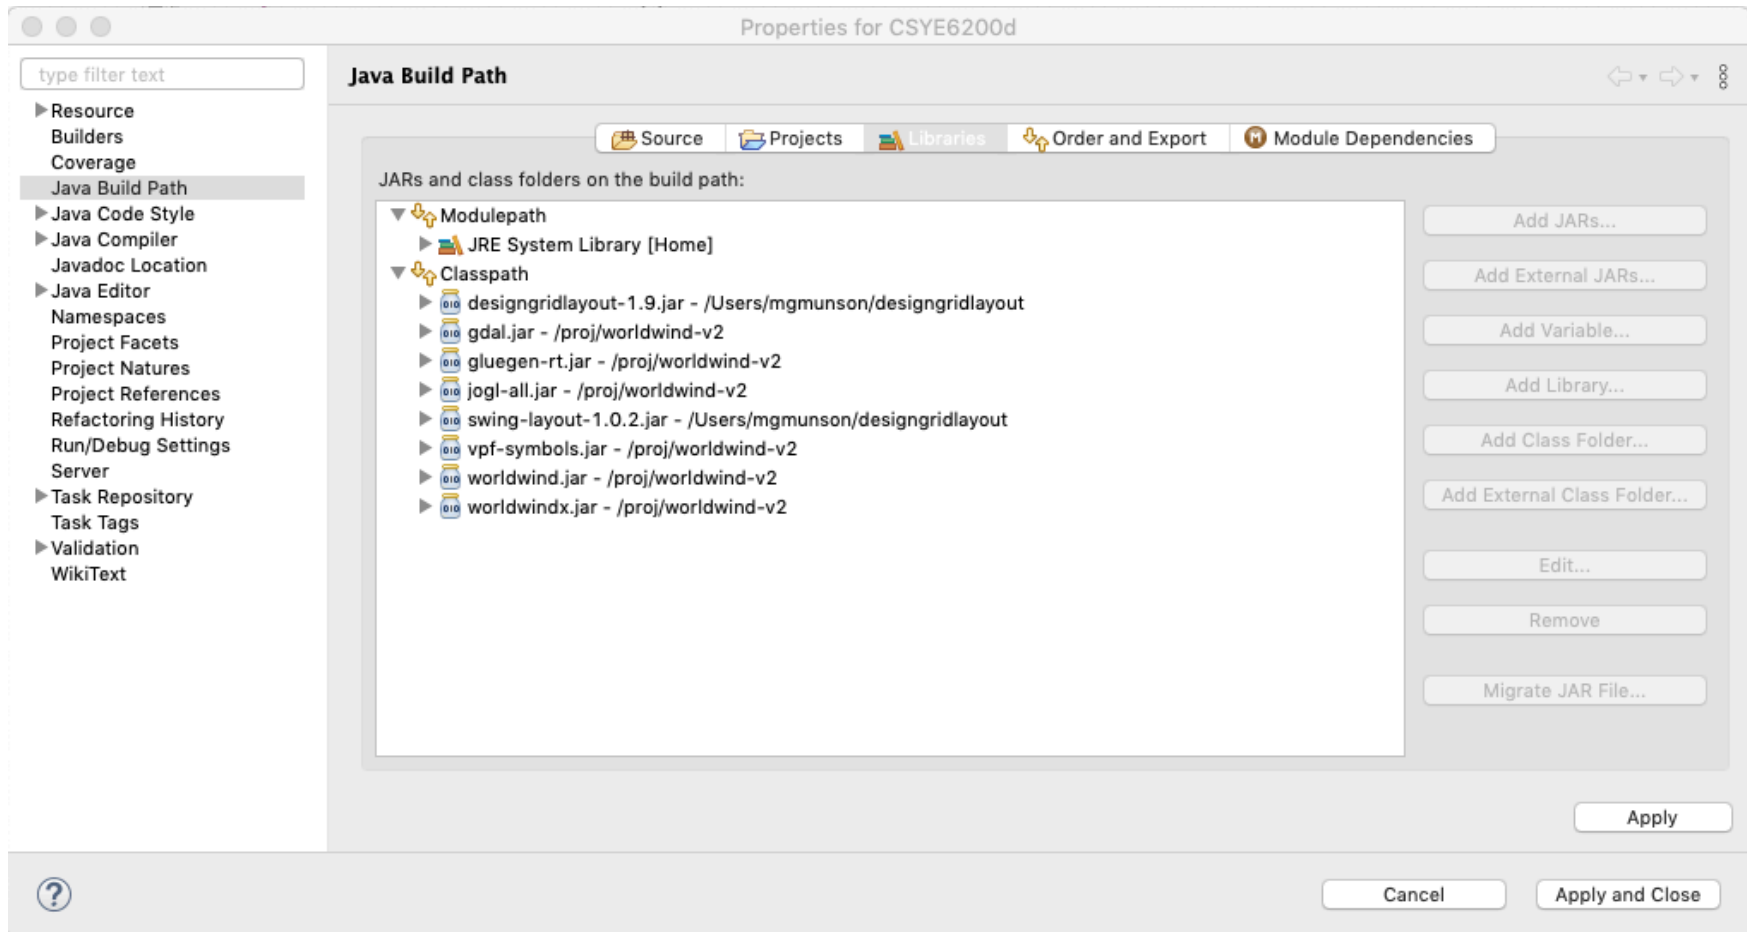 Properties for CSYE6200d
type filter text
Resource
Builders
Coverage
Java Build Path
Java Code Style
Java Compiler
Javadoc Location
Java Editor
Namespaces
Project Facets
Project Natures
Project References
Refactoring History
Run/Debug Settings
Server
Task Repository
Task Tags
Validation
WikiText
Java Build Path
Source Projects Libraries Order and Export Module Dependencies
JARs and class folders on the build path:
Modulepath
JRE System Library [Home]
Classpath
designgridlayout-1.9.jar - /Users/mgmunson/designgridlayout
gdal.jar - /proj/worldwind-v2
gluegen-rt.jar - /proj/worldwind-v2
jogl-all.jar - /proj/worldwind-v2
swing-layout-1.0.2.jar - /Users/mgmunson/designgridlayout
vpf-symbols.jar - /proj/worldwind-v2
worldwind.jar - /proj/worldwind-v2
worldwindx.jar - /proj/worldwind-v2
Add JARs...
Add External JARs...
Add Variable...
Add Library...
Add Class Folder...
Add External Class Folder...
Edit...
Remove
Migrate JAR File...
Apply
?
Cancel Apply and Close